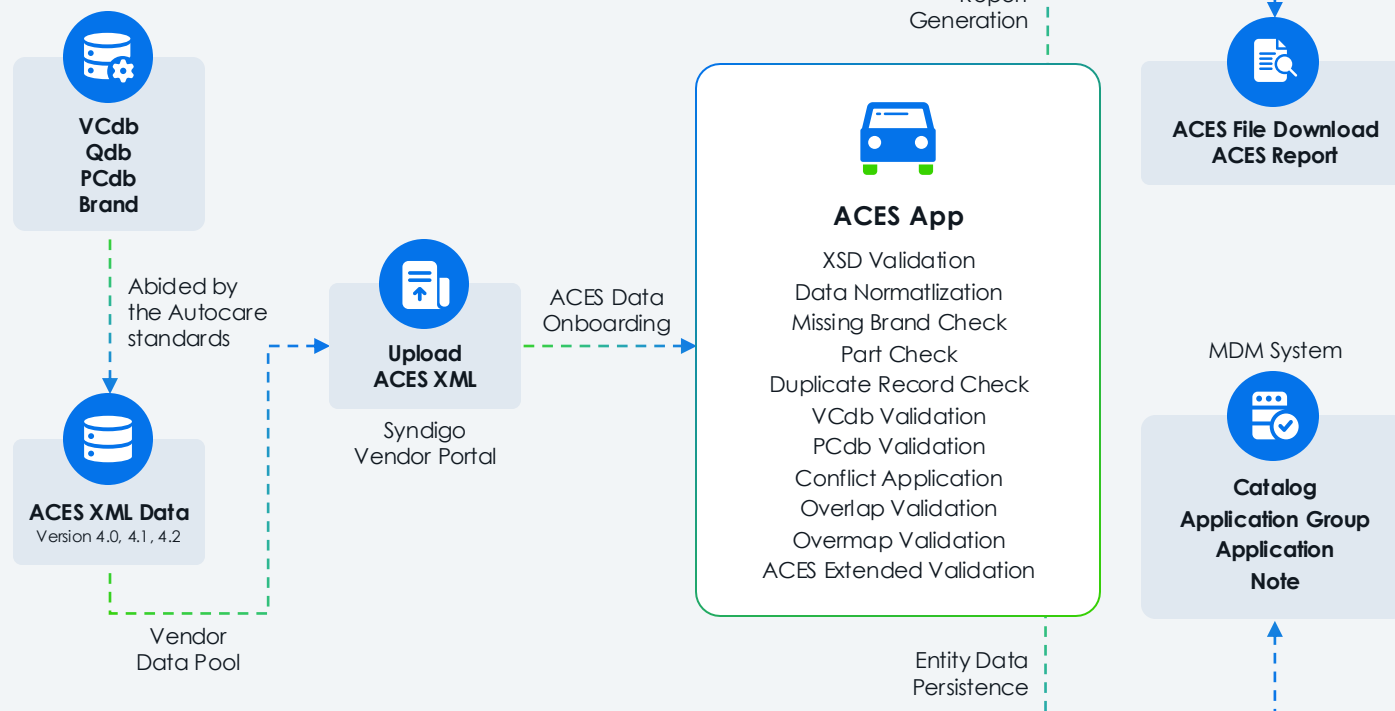 VCdb
Qdb
PCdb
Brand
Abided by
the Autocare
standards
ACES XML Data
Version 4.0, 4.1, 4.2
Vendor
Data Pool
Upload
ACES XML
Syndigo
Vendor Portal
ACES Data
Onboarding
Generation
ACES App
XSD Validation
Data Normatlization
Missing Brand Check
Part Check
Duplicate Record Check
VCdb Validation
PCdb Validation
Conflict Application
Overlap Validation
Overmap Validation
ACES Extended Validation
Entity Data
Persistence
ACES File Download
ACES Report
MDM System
Catalog
Application Group
Application
Note